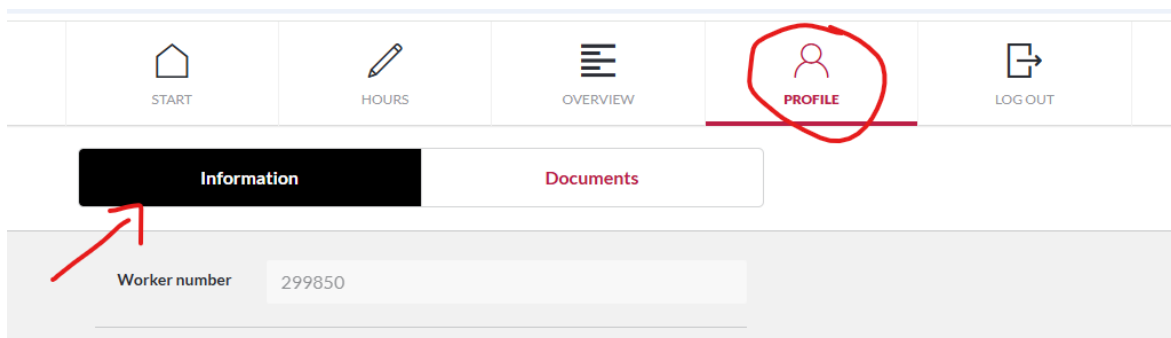 START HOURS OVERVIEW PROFILE LOG OUT
Information Documents
Worker number 299850